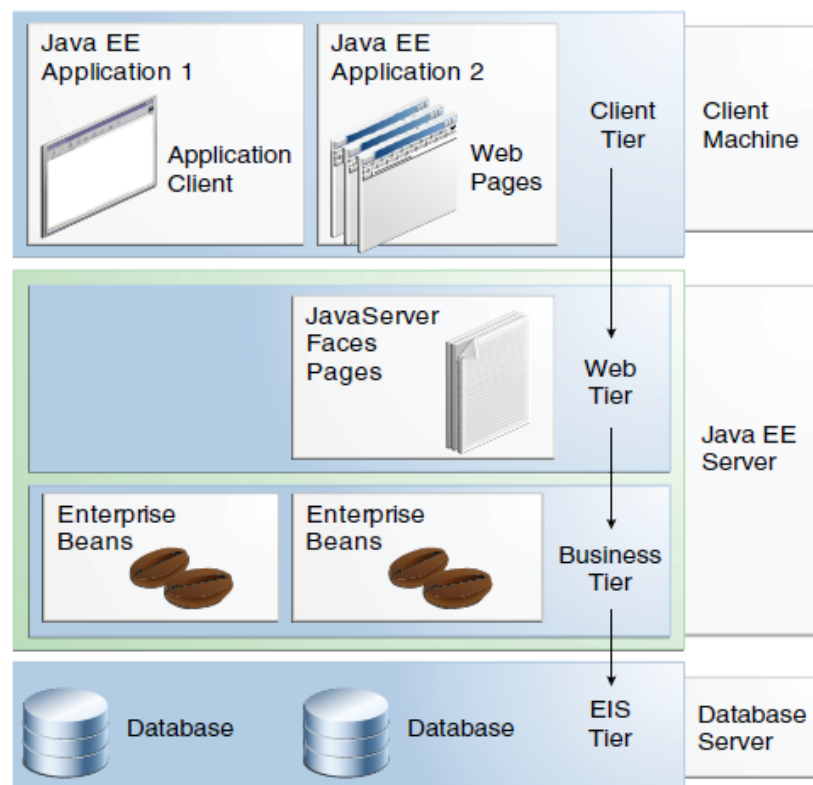 Java EE
Application 1
Application
Client
Java EE
Application 2
Web
Pages
Client
Tier
Client
Machine
JavaServer
Faces
Pages
Web
Tier
Java EE
Server
Enterprise
Beans
Enterprise
Beans
Business
Tier
Database
Database
EIS
Tier
Database
Server